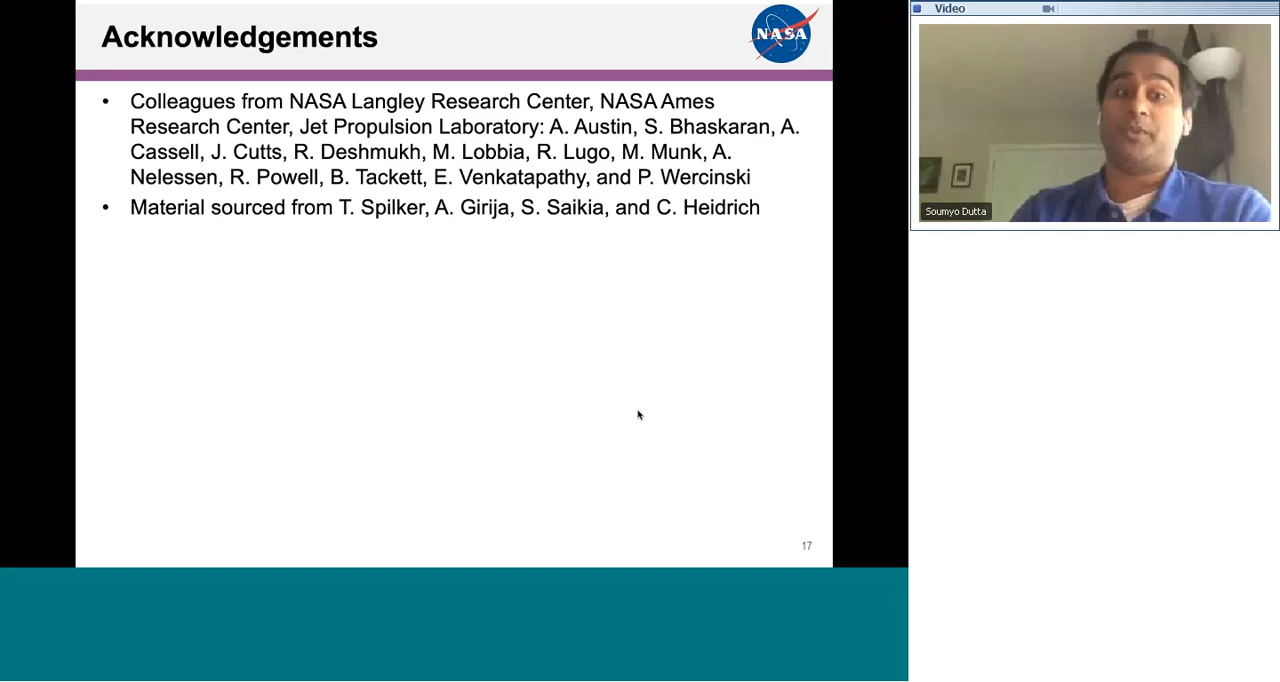 Acknowledgements
NASA
• Colleagues from NASA Langley Research Center, NASA Ames
Research Center, Jet Propulsion Laboratory: A. Austin, S. Bhaskaran, A.
Cassell, J. Cutts, R. Deshmukh, M. Lobbia, R. Lugo, M. Munk, A.
Nelessen, R. Powell, B. Tackett, E. Venkatapathy, and P. Wercinski
• Material sourced from T. Spilker, A. Girija, S. Saikia, and C. Heidrich
17
Video
Soumyo Dutta